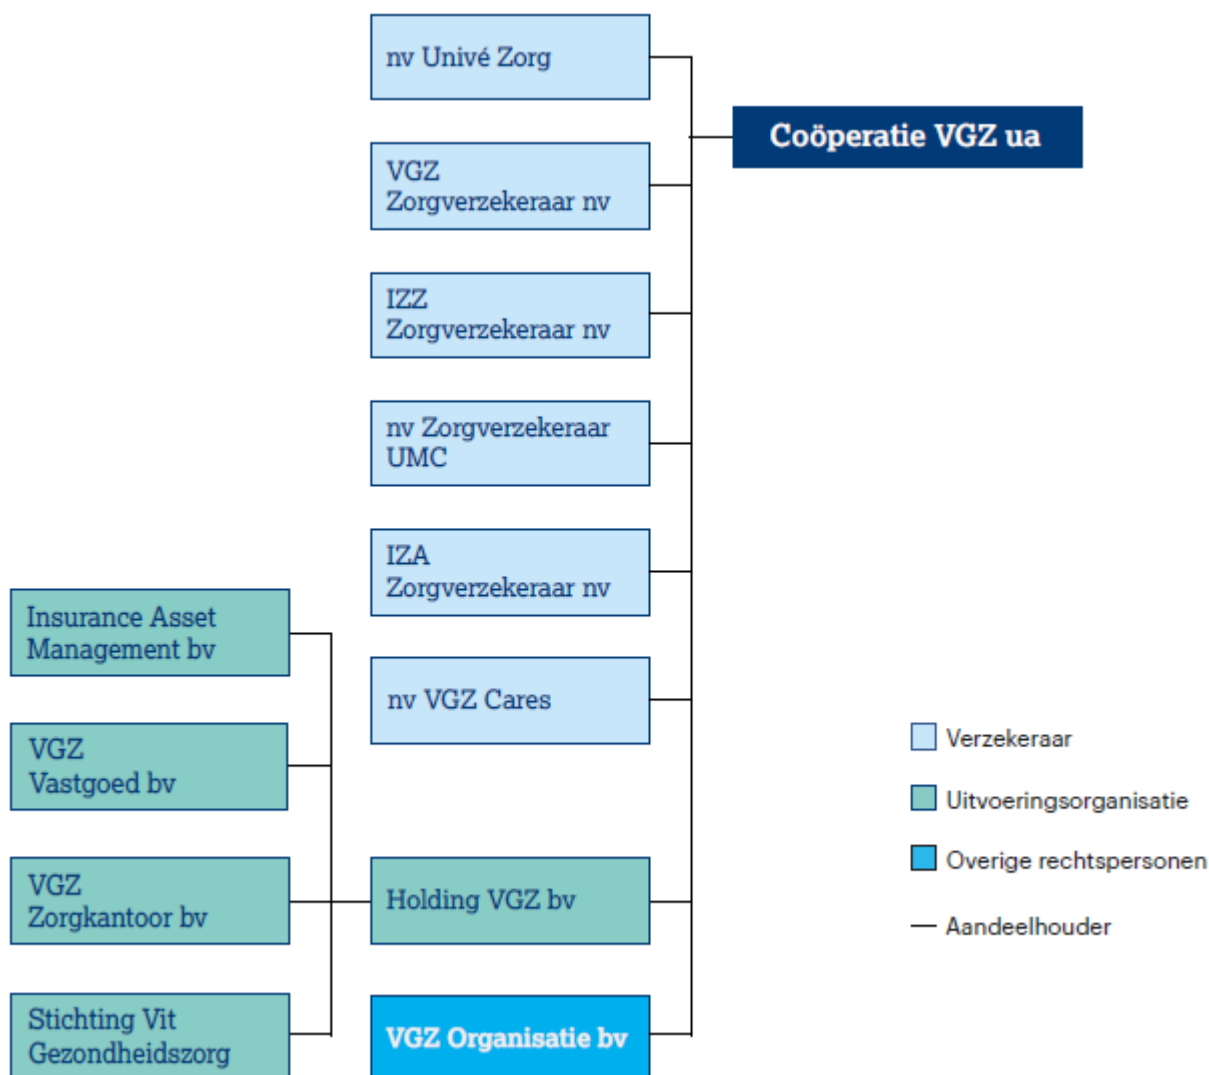 nv Univé Zorg
Coöperatie VGZ ua
VGZ
Zorgverzekeraar nv
IZZ
Zorgverzekeraar nv
nv Zorgverzekeraar
UMC
IZA
Zorgverzekeraar nv
Insurance Asset
Management bv
nv VGZ Cares
VGZ
Vastgoed bv
VGZ
Zorgkantoor bv
Holding VGZ bv
Stichting Vit
Gezondheidszorg
VGZ Organisatie bv
Verzekeraar
Uitvoeringsorganisatie
Overige rechtspersonen
Aandeelhouder